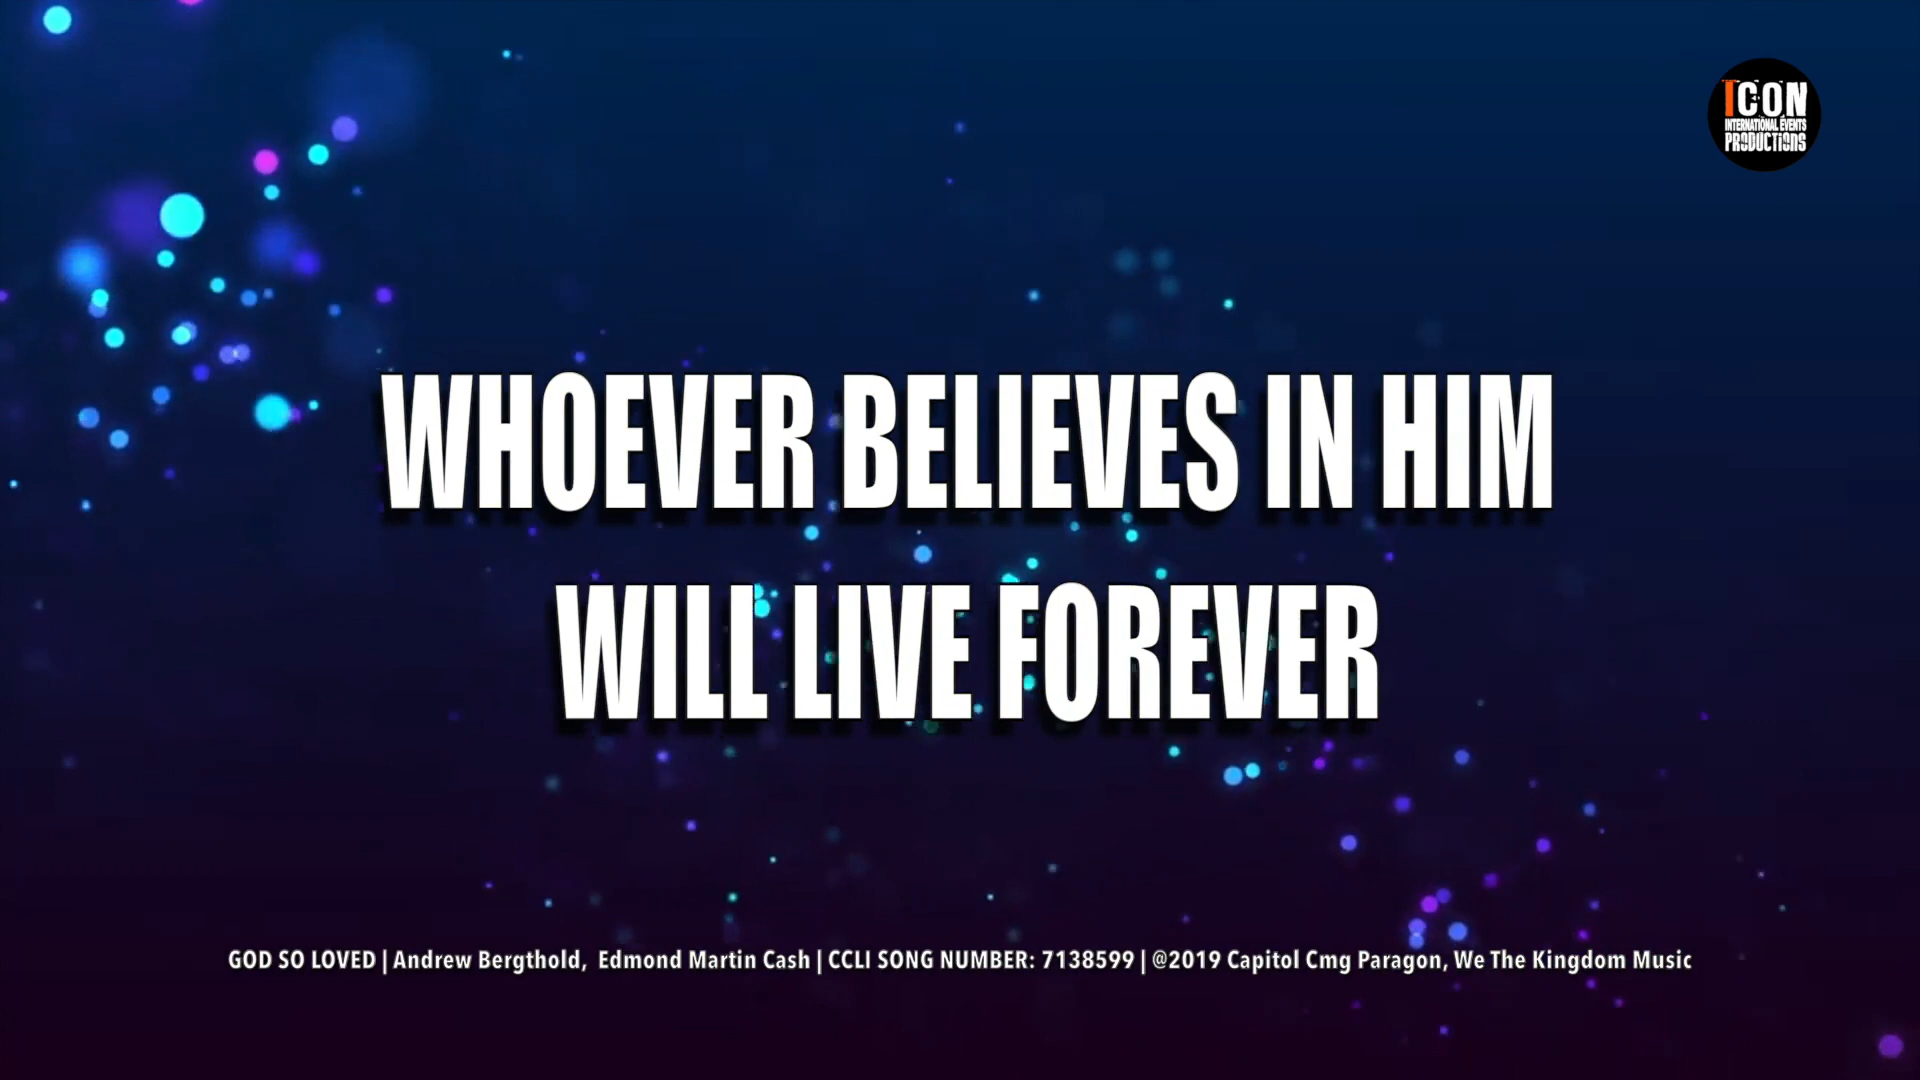 ICON
INTERNATIONAL EVENTS
PRODUCTIONS
WHOEVER BELIEVES IN HIM
WILL LIVE FOREVER
GOD SO LOVED | Andrew Bergthold, Edmond Martin Cash | CCLI SONG NUMBER: 7138599 | @2019 Capitol Cmg Paragon, We The Kingdom Music